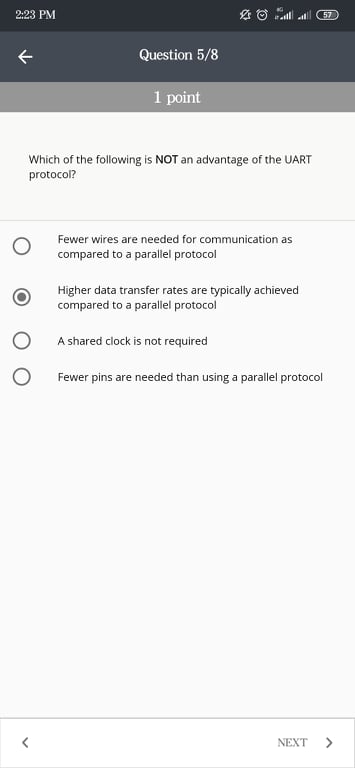 2:23 PM
4G
57
Question 5/8
1 point
Which of the following is NOT an advantage of the UART
protocol?
Fewer wires are needed for communication as
compared to a parallel protocol
Higher data transfer rates are typically achieved
compared to a parallel protocol
A shared clock is not required
Fewer pins are needed than using a parallel protocol
NEXT